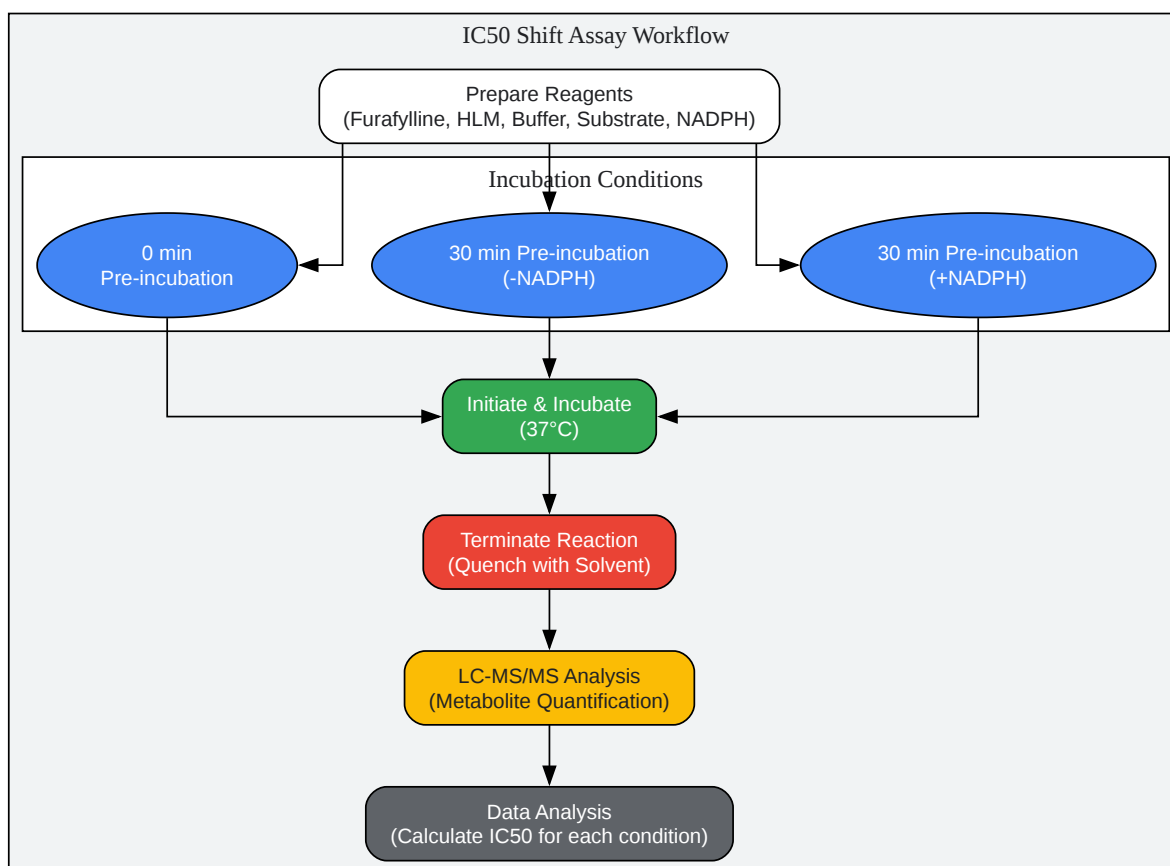 IC50 Shift Assay Workflow
Prepare Reagents
(Furafylline, HLM, Buffer, Substrate, NADPH)
Incubation Conditions
0 min
Pre-incubation
30 min Pre-incubation
(-NADPH)
30 min Pre-incubation
(+NADPH)
Initiate & Incubate
(37°C)
Terminate Reaction
(Quench with Solvent)
LC-MS/MS Analysis
(Metabolite Quantification)
Data Analysis
(Calculate IC50 for each condition)